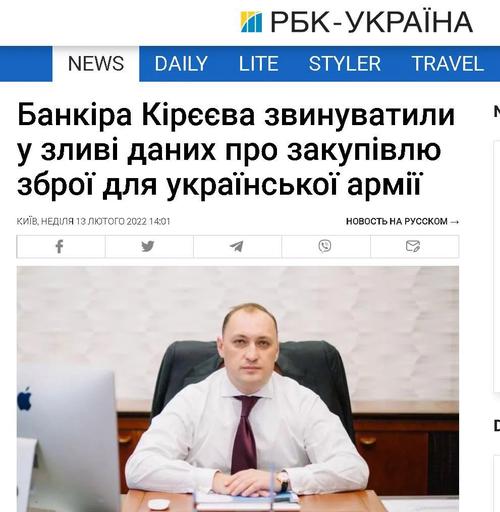 РБК-УКРАЇНА
NEWS DAILY LITE STYLER TRAVEL
Банкіра Кірєєва звинуватили
у зливі даних про закупівлю
зброї для української армії
КИЇВ, НЕДІЛЯ 13 ЛЮТОГО 2022 14:01 НОВОСТЬ НА РУССКОМ →